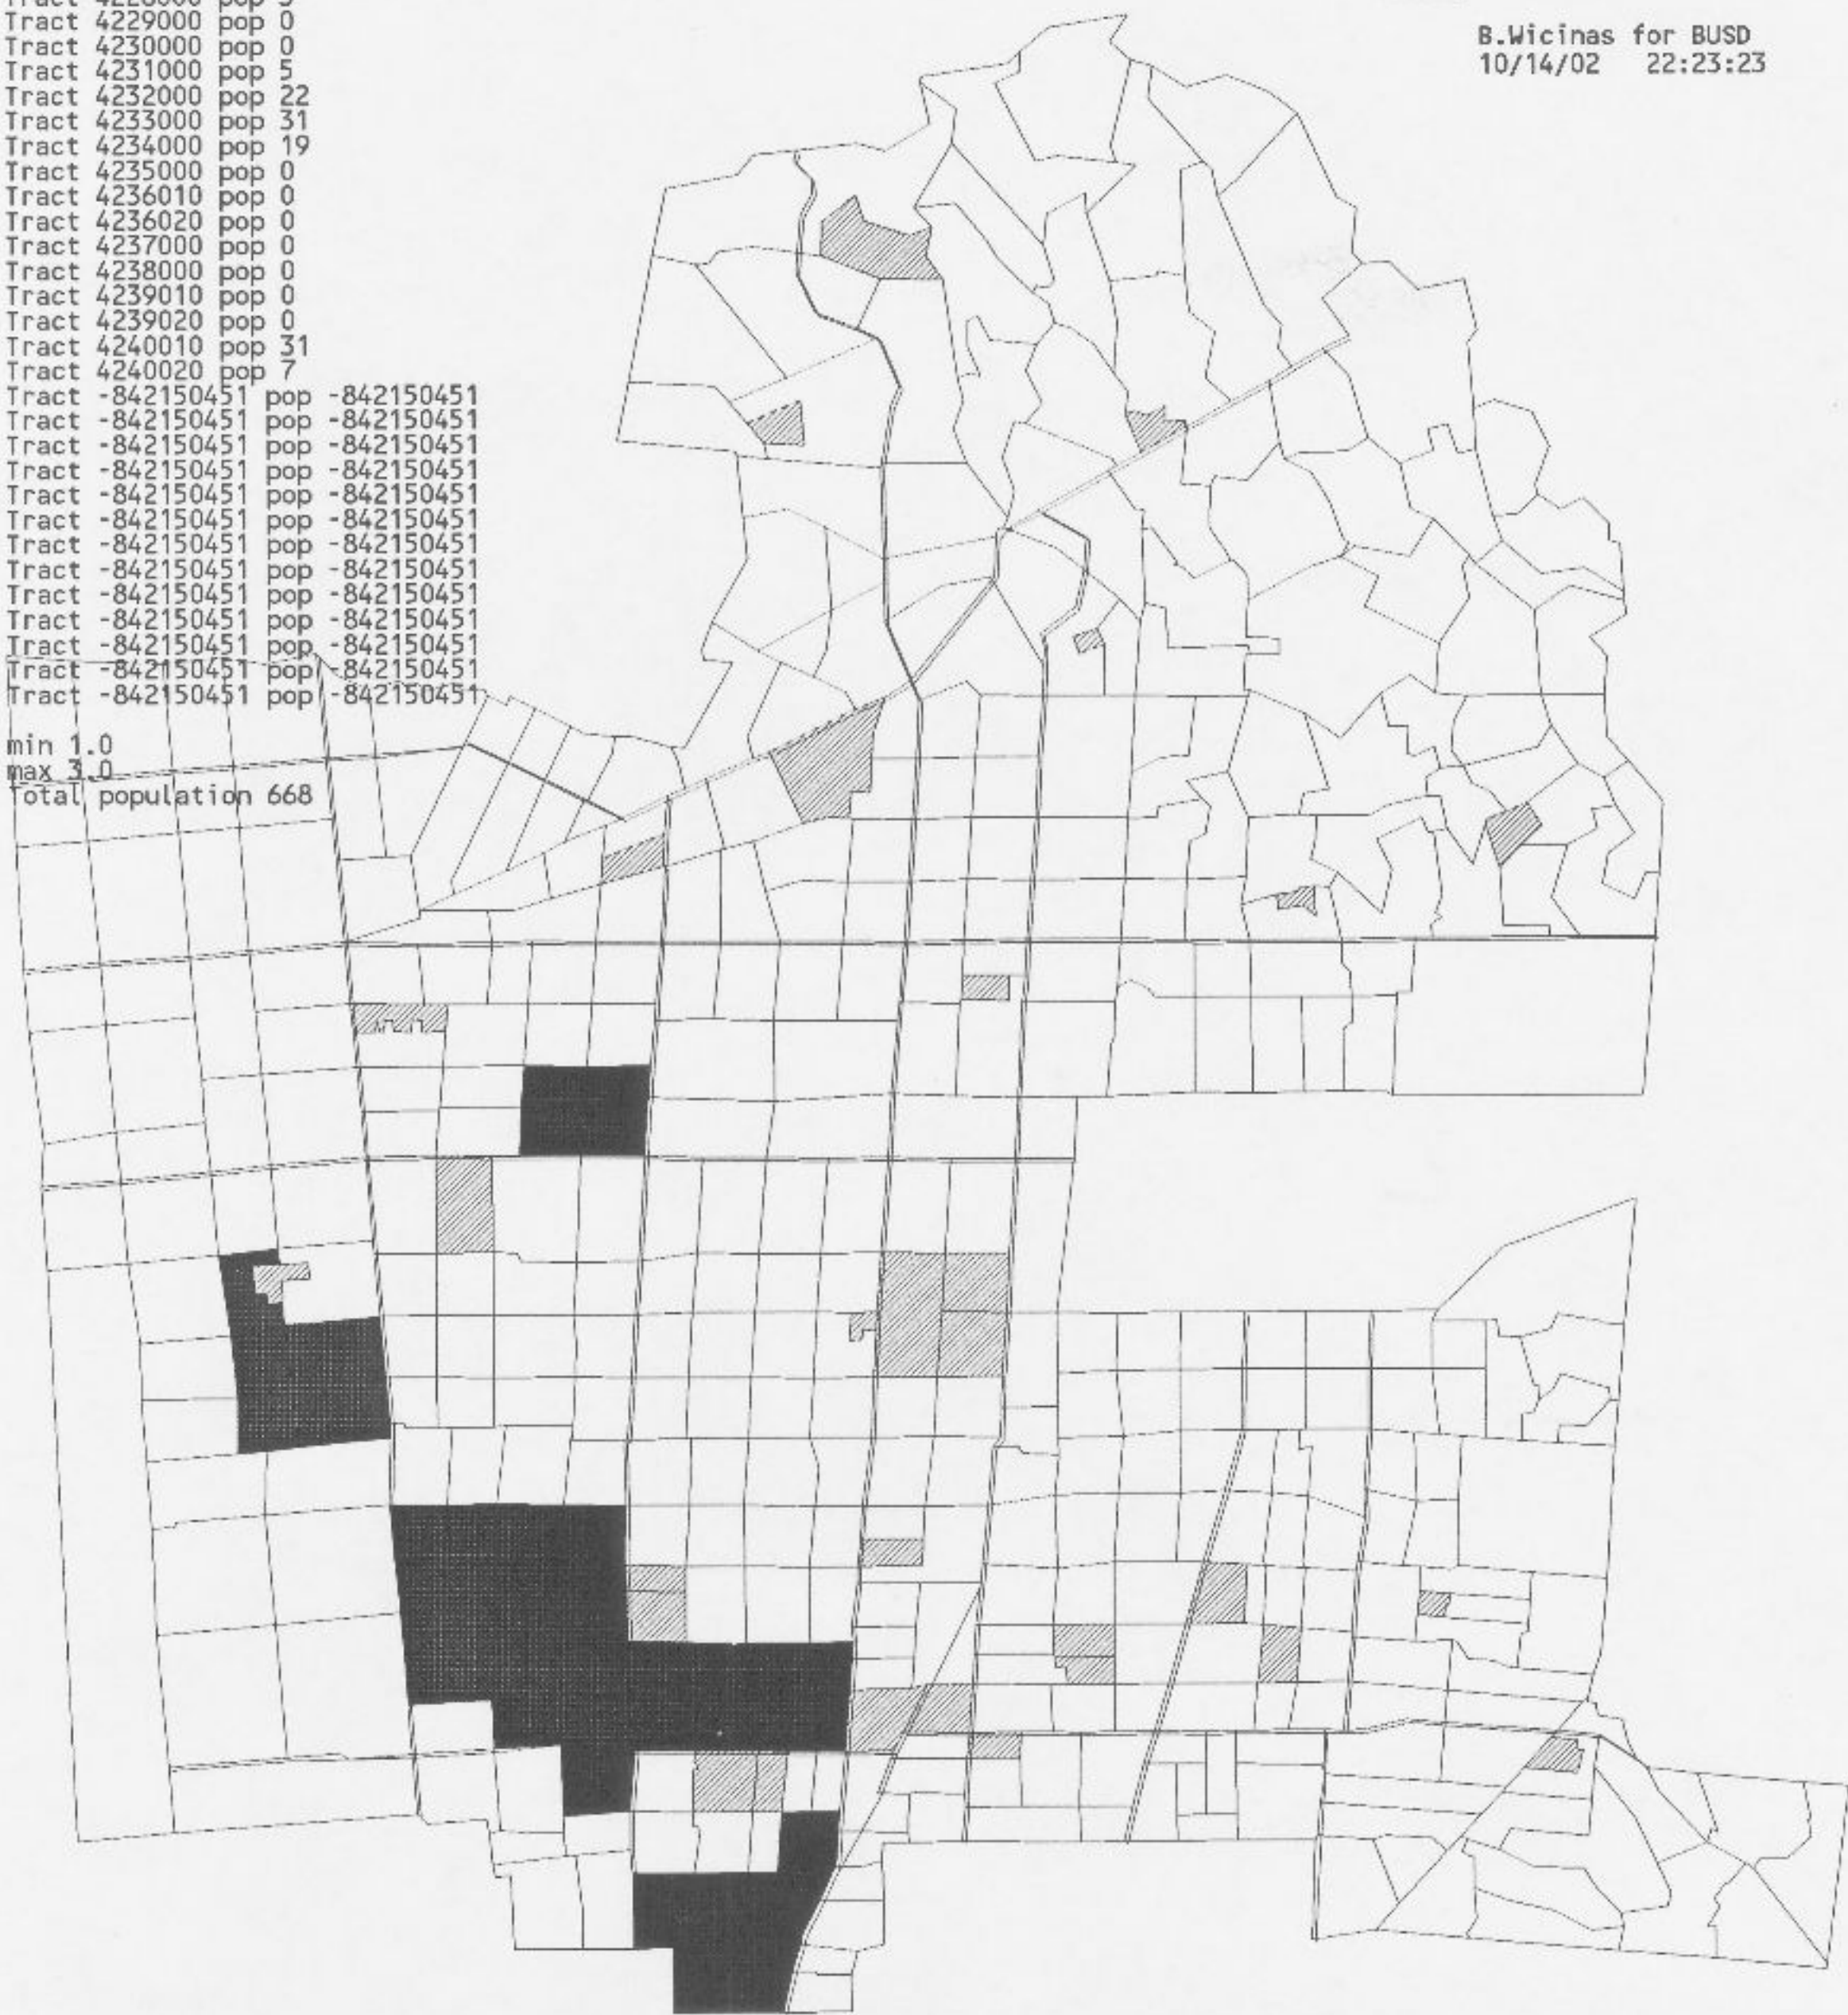 Tract 4228000 pop 5
Tract 4229000 pop 0
Tract 4230000 pop 0
Tract 4231000 pop 5
Tract 4232000 pop 22
Tract 4233000 pop 31
Tract 4234000 pop 19
Tract 4235000 pop 0
Tract 4236010 pop 0
Tract 4236020 pop 0
Tract 4237000 pop 0
Tract 4238000 pop 0
Tract 4239010 pop 0
Tract 4239020 pop 0
Tract 4240010 pop 31
Tract 4240020 pop 7
Tract -842150451 pop -842150451
Tract -842150451 pop -842150451
Tract -842150451 pop -842150451
Tract -842150451 pop -842150451
Tract -842150451 pop -842150451
Tract -842150451 pop -842150451
Tract -842150451 pop -842150451
Tract -842150451 pop -842150451
Tract -842150451 pop -842150451
Tract -842150451 pop -842150451
Tract -842150451 pop -842150451
Tract -842150451 pop -842150451
Tract -842150451 pop -842150451
min 1.0
max 3.0
Total population 668
B.Wicinas for BUSD
10/14/02 22:23:23